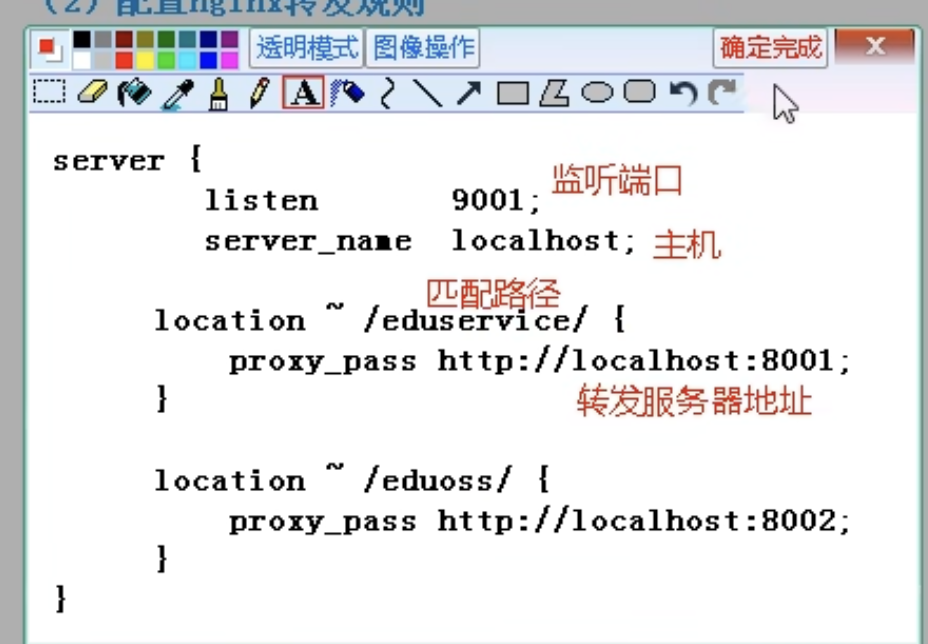 （2）配置nginx转发规则
透明模式 图像操作 确定完成 X
A
server {
监听端口
listen 9001;
server_name localhost; 主机
匹配路径
location ~ /eduservice/ {
proxy_pass http://localhost:8001;
}
转发服务器地址
location ~ /eduoss/ {
proxy_pass http://localhost:8002;
}
}